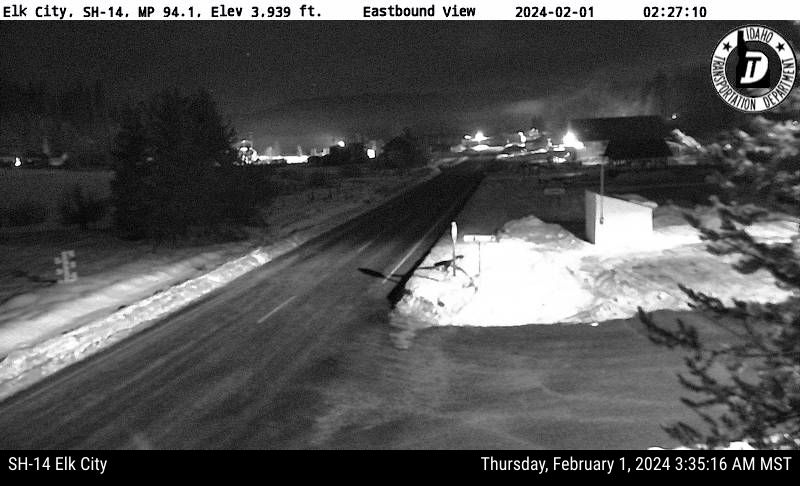 Elk City, SH-14, MP 94.1, Elev 3,939 ft. Eastbound View 2024-02-01 02:27:10
IDAHO
TRANSPORTATION DEPARTMENT
SH-14 Elk City Thursday, February 1, 2024 3:35:16 AM MST